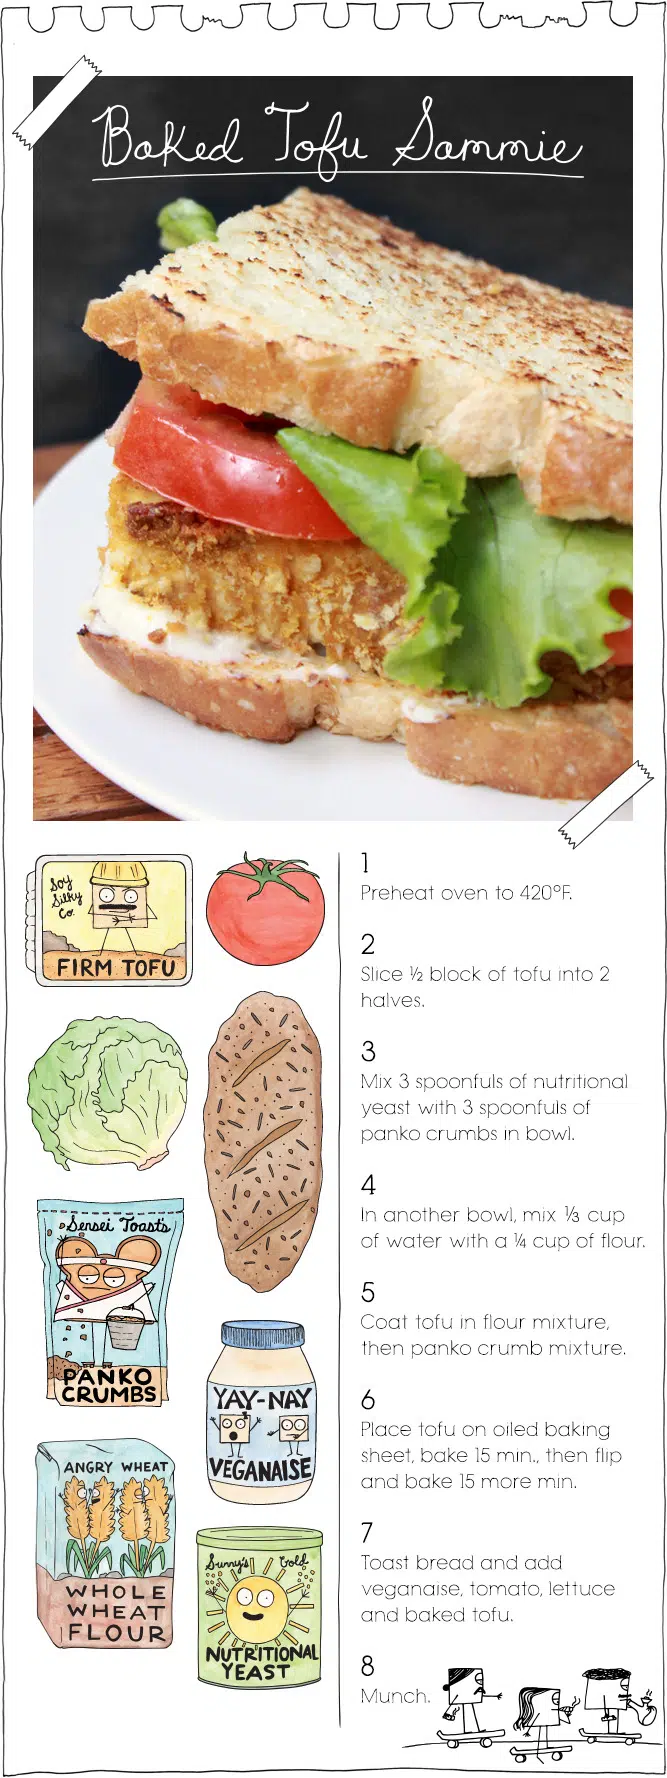 Baked Tofu Sammie
Soy
Silky
Co.
FIRM TOFU
Sensei Toast's
PANKO
CRUMBS
YAY-NAY
VEGANAISE
ANGRY WHEAT
WHOLE
WHEAT
FLOUR
Sunny's Gold
NUTRITIONAL
YEAST
1
Preheat oven to 420°F.
2
Slice ½ block of tofu into 2
halves.
3
Mix 3 spoonfuls of nutritional
yeast with 3 spoonfuls of
panko crumbs in bowl.
4
In another bowl, mix ⅓ cup
of water with a ¼ cup of flour.
5
Coat tofu in flour mixture,
then panko crumb mixture.
6
Place tofu on oiled baking
sheet, bake 15 min., then flip
and bake 15 more min.
7
Toast bread and add
veganaise, tomato, lettuce
and baked tofu.
8
Munch.